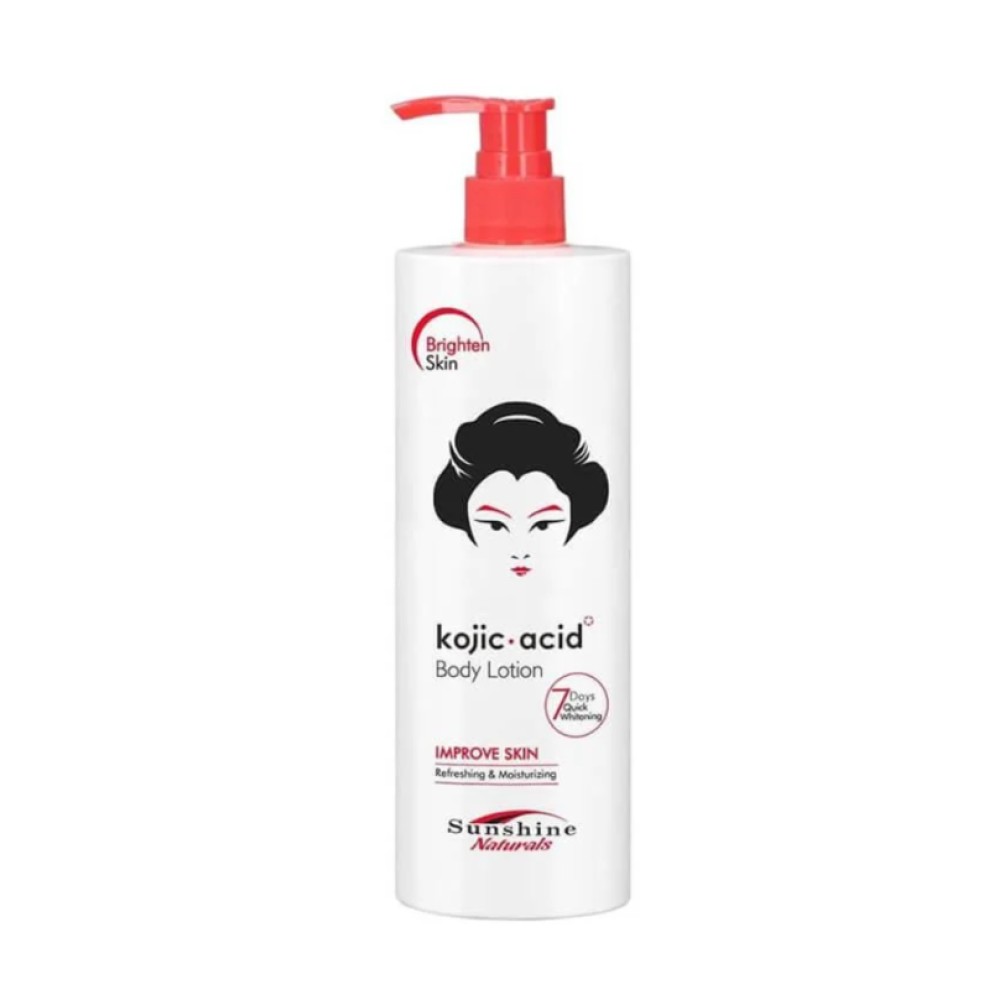 Brighten
Skin
kojic·acid
Body Lotion
7 Days
Quick
Whitening
IMPROVE SKIN
Refreshing & Moisturizing
Sunshine
Naturals